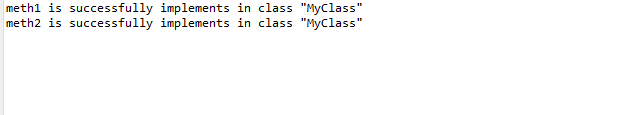 meth1 is successfully implements in class "MyClass"
meth2 is successfully implements in class "MyClass"